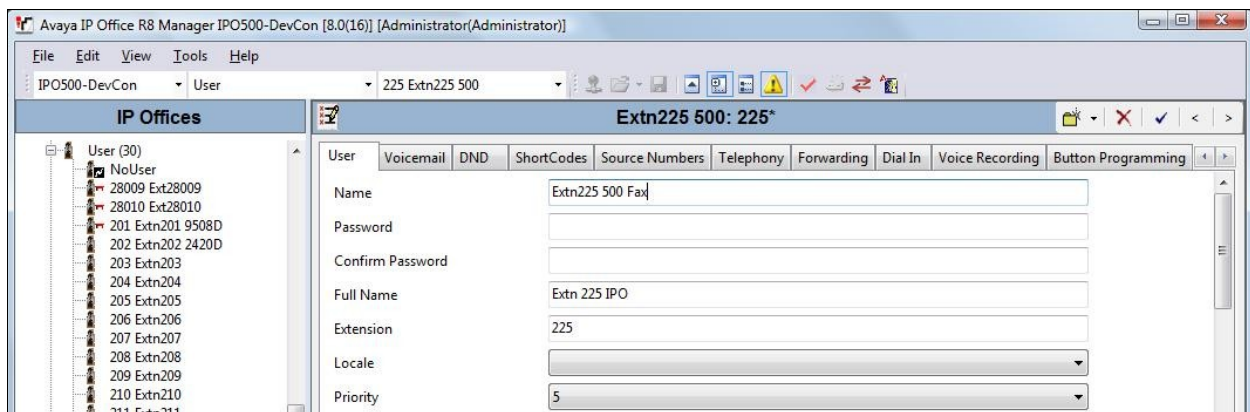 Avaya IP Office R8 Manager IPO500-DevCon [8.0(16)] [Administrator(Administrator)]
File Edit View Tools Help
IPO500-DevCon User 225 Extn225 500
IP Offices
User (30)
NoUser
28009 Ext28009
28010 Ext28010
201 Extn201 9508D
202 Extn202 2420D
203 Extn203
204 Extn204
205 Extn205
206 Extn206
207 Extn207
208 Extn208
209 Extn209
210 Extn210
211 Extn211
Extn225 500: 225*
User Voicemail DND ShortCodes Source Numbers Telephony Forwarding Dial In Voice Recording Button Programming
Name Extn225 500 Fax
Password
Confirm Password
Full Name Extn 225 IPO
Extension 225
Locale
Priority 5